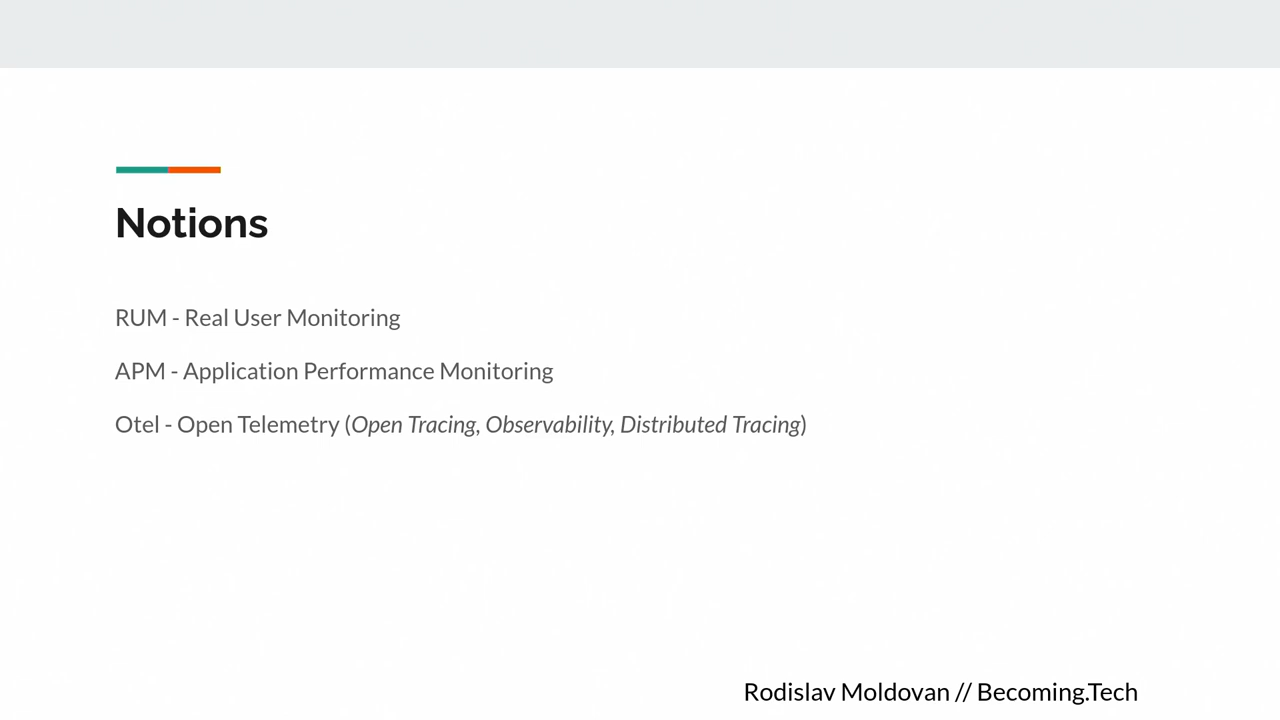 Notions
RUM - Real User Monitoring
APM - Application Performance Monitoring
Otel - Open Telemetry (Open Tracing, Observability, Distributed Tracing)
Rodislav Moldovan // Becoming.Tech